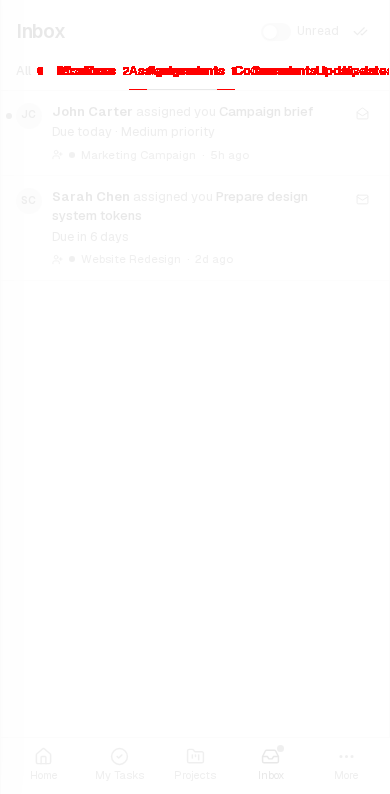 Inbox
Unread
All
John Carter assigned you Campaign brief
JC
Due today · Medium priority
Marketing Campaign · 5h ago
Sarah Chen assigned you Prepare design
SC
system tokens
Due in 6 days
Website Redesign · 2d ago
Home
My Tasks
Projects
Inbox
More